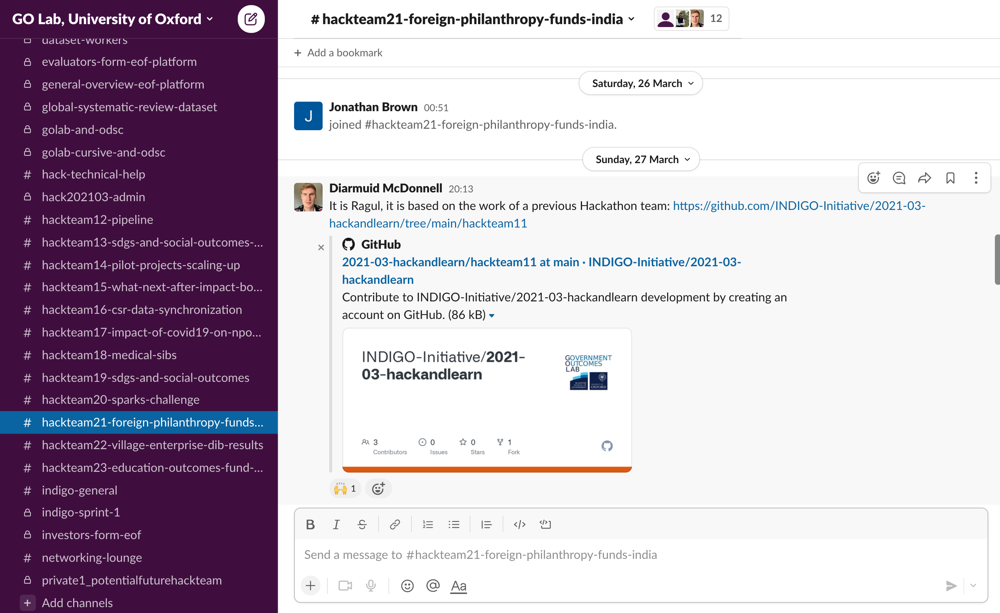 GO Lab, University of Oxford
dataset-workers
evaluators-form-eof-platform
general-overview-eof-platform
global-systematic-review-dataset
golab-and-odsc
golab-cursive-and-odsc
# hack-technical-help
hack202103-admin
# hackteam12-pipeline
# hackteam13-sdgs-and-social-outcomes-...
# hackteam14-pilot-projects-scaling-up
# hackteam15-what-next-after-impact-bo...
# hackteam16-csr-data-synchronization
# hackteam17-impact-of-covid19-on-npo...
# hackteam18-medical-sibs
# hackteam19-sdgs-and-social-outcomes
# hackteam20-sparks-challenge
# hackteam21-foreign-philanthropy-funds...
# hackteam22-village-enterprise-dib-results
# hackteam23-education-outcomes-fund-...
# indigo-general
indigo-sprint-1
investors-form-eof
# networking-lounge
private1_potentialfuturehackteam
+ Add channels
# hackteam21-foreign-philanthropy-funds-india
12
+ Add a bookmark
Saturday, 26 March
J
Jonathan Brown 00:51
joined #hackteam21-foreign-philanthropy-funds-india.
Sunday, 27 March
Diarmuid McDonnell 20:13
It is Ragul, it is based on the work of a previous Hackathon team: https://github.com/INDIGO-Initiative/2021-03-
hackandlearn/tree/main/hackteam11
GitHub
2021-03-hackandlearn/hackteam11 at main · INDIGO-Initiative/2021-03-
hackandlearn
Contribute to INDIGO-Initiative/2021-03-hackandlearn development by creating an
account on GitHub. (86 kB)
INDIGO-Initiative/2021-
03-hackandlearn
GOVERNMENT
OUTCOMES
LAB
BLAVATNIK
SCHOOL OF
GOVERNMENT
UNIVERSITY OF
OXFORD
3 Contributors
0 Issues
0 Stars
1 Fork
1
B I S
Send a message to #hackteam21-foreign-philanthropy-funds-india
+ @ Aa